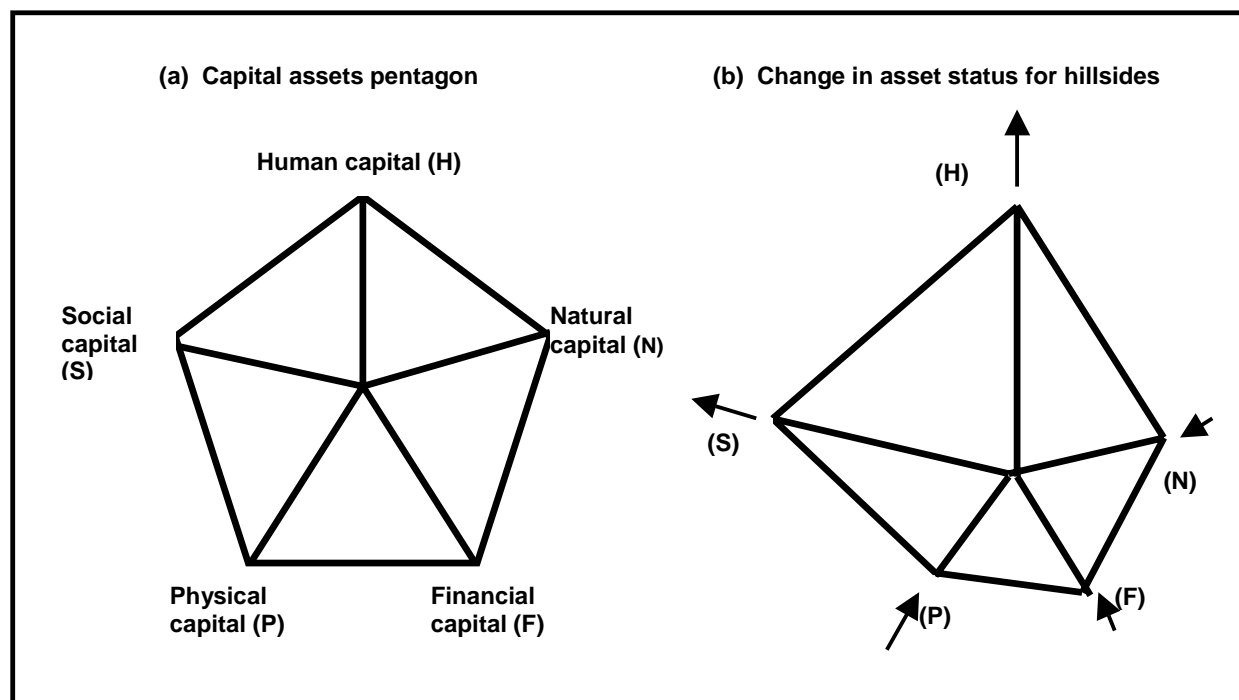 (a) Capital assets pentagon
Human capital (H)
Social
capital
(S)
Natural
capital (N)
Physical
capital (P)
Financial
capital (F)
(b) Change in asset status for hillsides
(H)
(S)
(N)
(P)
(F)